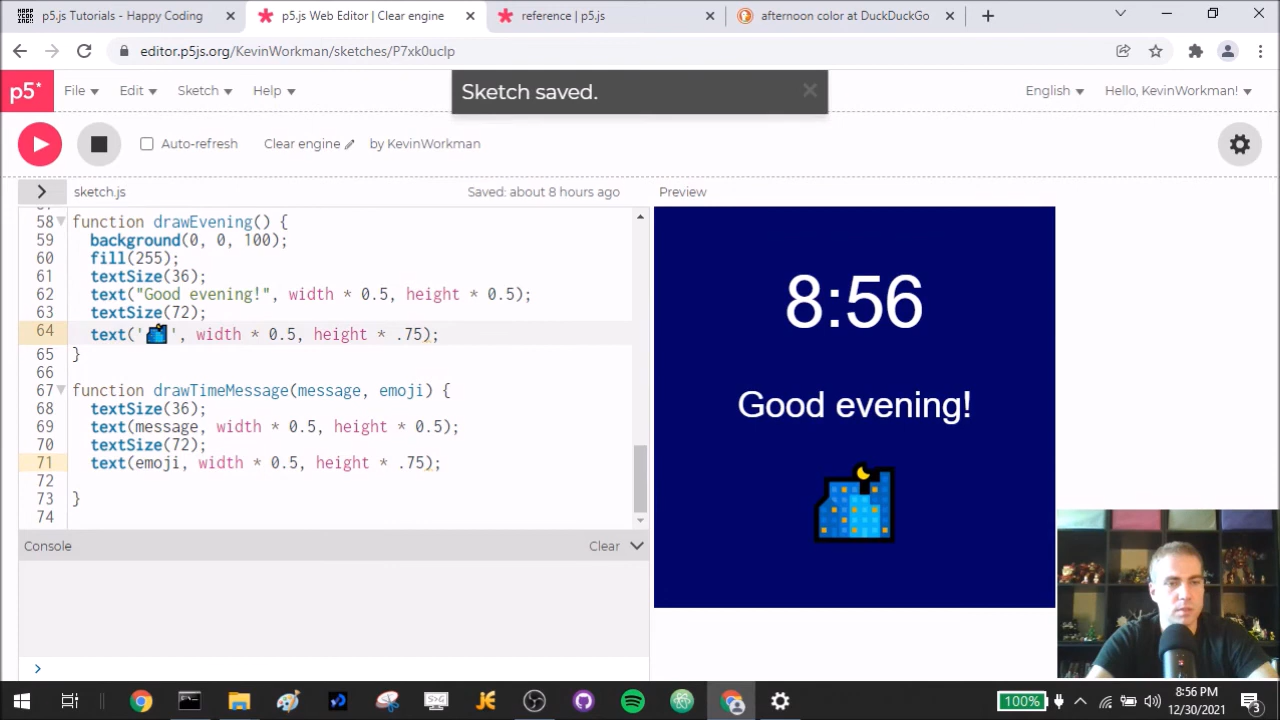 p5.js Tutorials - Happy Coding
p5.js Web Editor | Clear engine
reference | p5.js
afternoon color at DuckDuckGo
editor.p5js.org/KevinWorkman/sketches/P7xk0uclp
p5* File Edit Sketch Help
Sketch saved.
English Hello, KevinWorkman!
Auto-refresh Clear engine by KevinWorkman
sketch.js Saved: about 8 hours ago Preview
58 function drawEvening() {
59 background(0, 0, 100);
60 fill(255);
61 textSize(36);
62 text("Good evening!", width * 0.5, height * 0.5);
63 textSize(72);
64 text('🌃', width * 0.5, height * .75);
65 }
66
67 function drawTimeMessage(message, emoji) {
68 textSize(36);
69 text(message, width * 0.5, height * 0.5);
70 textSize(72);
71 text(emoji, width * 0.5, height * .75);
72
73 }
74
8:56
Good evening!
Console Clear
>
100%
8:56 PM
12/30/2021
3